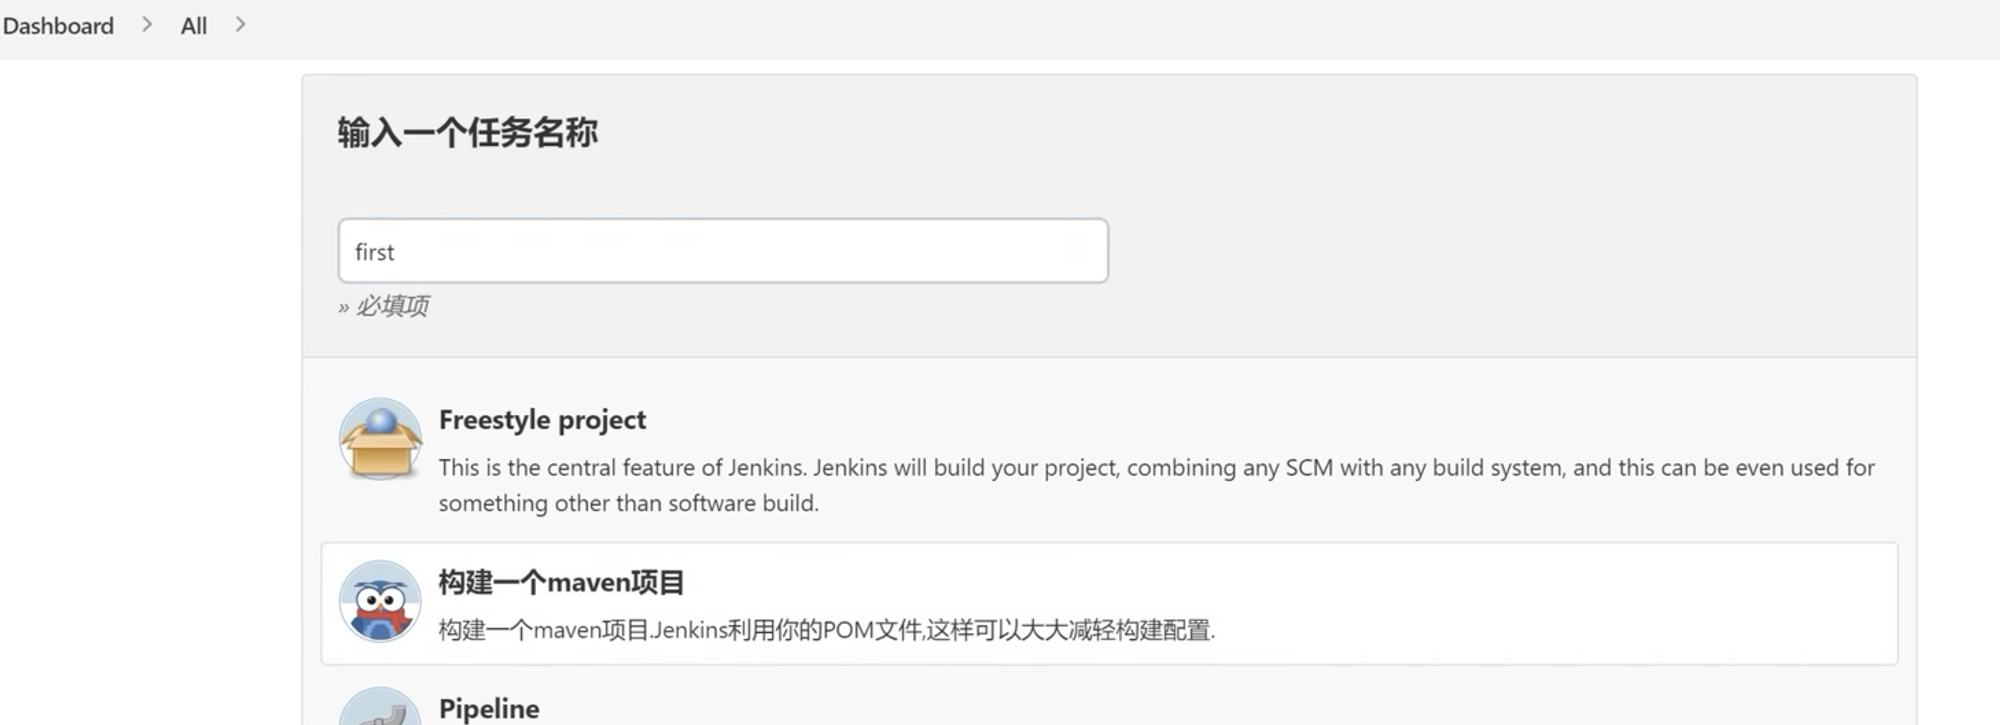 Dashboard > All >
输入一个任务名称
first
» 必填项
Freestyle project
This is the central feature of Jenkins. Jenkins will build your project, combining any SCM with any build system, and this can be even used for
something other than software build.
构建一个maven项目
构建一个maven项目.Jenkins利用你的POM文件,这样可以大大减轻构建配置.
Pipeline